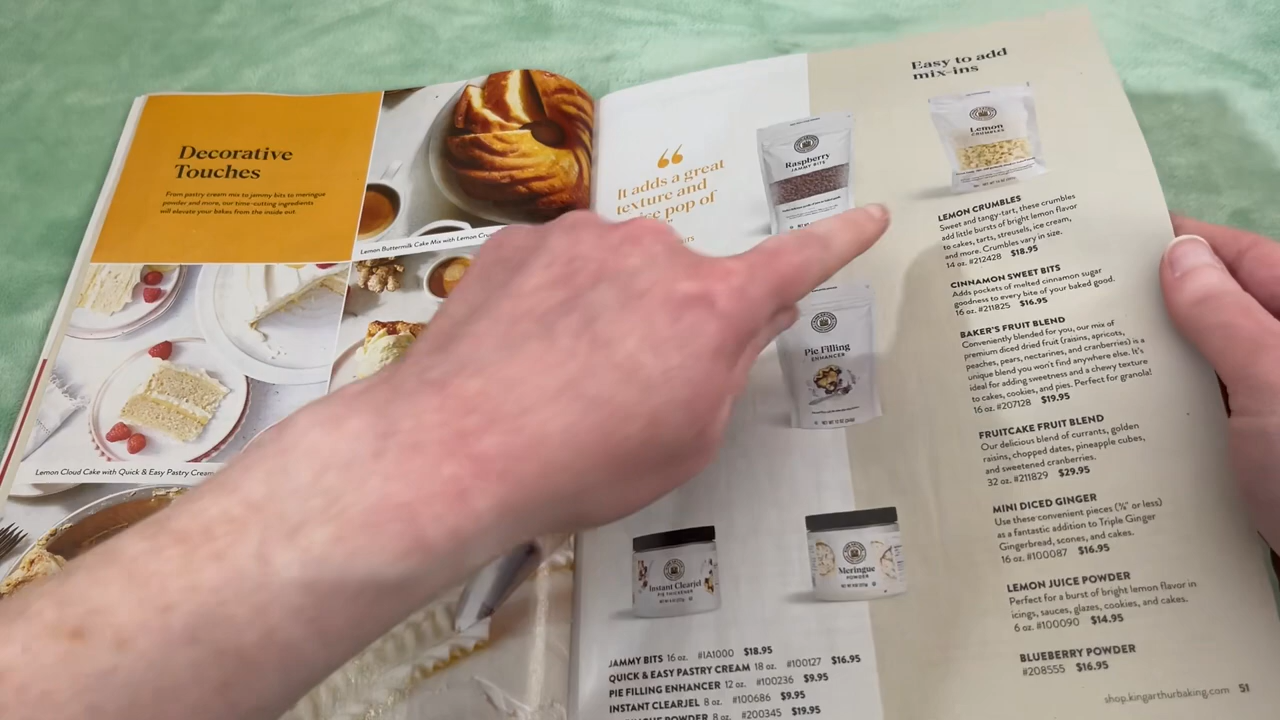 Decorative
Touches
From pastry cream mix to jammy bits to meringue
powder and more, our time-cutting ingredients
will elevate your bakes from the inside out.
Lemon Buttermilk Cake Mix with Lemon
Lemon Cloud Cake with Quick & Easy Pastry Cream
“
It adds a great
texture and
pop of
Raspberry
JAMMY BITS
Pie Filling
ENHANCER
Instant Clearjel
PIE THICKENER
Meringue
POWDER
JAMMY BITS 16 oz. #1A1000 $18.95
QUICK & EASY PASTRY CREAM 18 oz. #100127 $16.95
PIE FILLING ENHANCER 12 oz. #100236 $9.95
INSTANT CLEARJEL 8 oz. #100686 $9.95
POWDER 8 oz. #200345 $19.95
Easy to add
mix-ins
Lemon
CRUMBLES
LEMON CRUMBLES
Sweet and tangy-tart, these crumbles
add little bursts of bright lemon flavor
to cakes, tarts, streusels, ice cream,
and more. Crumbles vary in size.
14 oz. #212428 $18.95
CINNAMON SWEET BITS
Adds pockets of melted cinnamon sugar
goodness to every bite of your baked good.
16 oz. #211825 $16.95
BAKER'S FRUIT BLEND
Conveniently blended for you, our mix of
premium diced dried fruit (raisins, apricots,
peaches, pears, nectarines, and cranberries) is a
unique blend you won't find anywhere else. It's
ideal for adding sweetness and a chewy texture
to cakes, cookies, and pies. Perfect for granola!
16 oz. #207128 $19.95
FRUITCAKE FRUIT BLEND
Our delicious blend of currants, golden
raisins, chopped dates, pineapple cubes,
and sweetened cranberries.
32 oz. #211829 $29.95
MINI DICED GINGER
Use these convenient pieces (¼" or less)
as a fantastic addition to Triple Ginger
Gingerbread, scones, and cakes.
16 oz. #100087 $16.95
LEMON JUICE POWDER
Perfect for a burst of bright lemon flavor in
icings, sauces, glazes, cookies, and cakes.
6 oz. #100090 $14.95
BLUEBERRY POWDER
#208555 $16.95
shop.kingarthurbaking.com 51